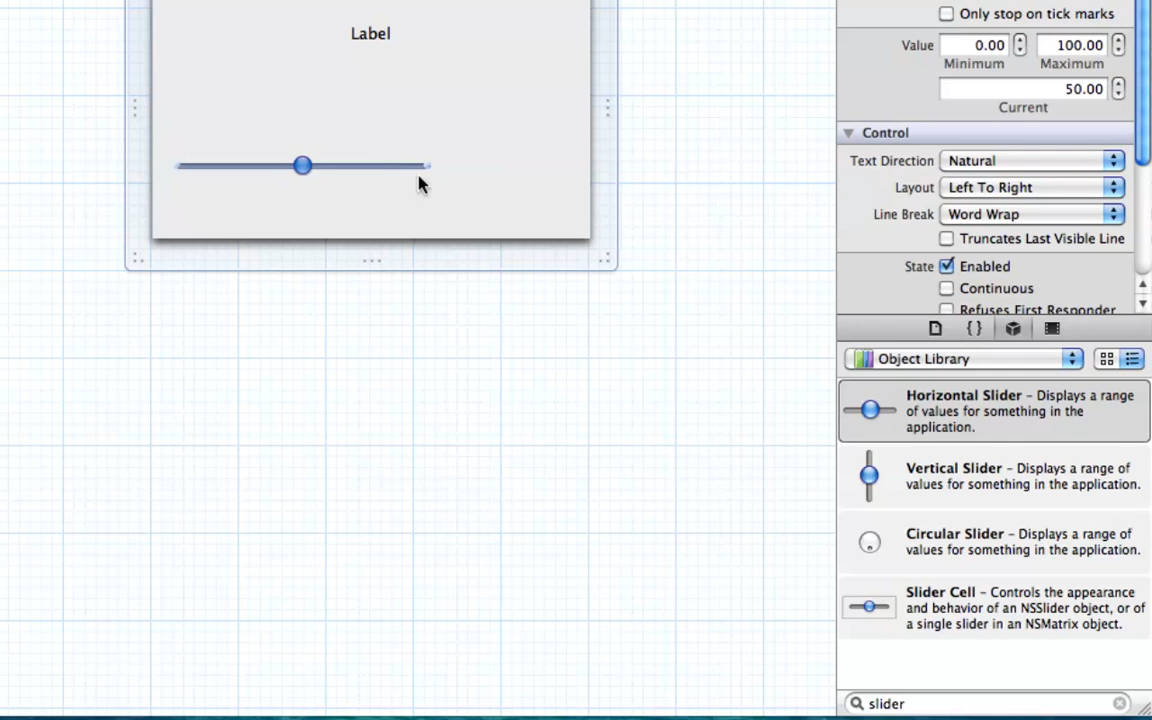 Label
Only stop on tick marks
Value 0.00 100.00
Minimum Maximum
50.00
Current
Control
Text Direction Natural
Layout Left To Right
Line Break Word Wrap
Truncates Last Visible Line
State Enabled
Continuous
Refuses First Responder
{ }
Object Library
Horizontal Slider – Displays a range
of values for something in the
application.
Vertical Slider – Displays a range of
values for something in the application.
Circular Slider – Displays a range of
values for something in the application.
Slider Cell – Controls the appearance
and behavior of an NSSlider object, or of
a single slider in an NSMatrix object.
slider